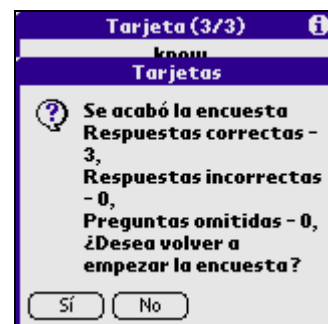 Tarjeta (3/3)
know
Tarjetas
Se acabó la encuesta
Respuestas correctas -
3,
Respuestas incorrectas
- 0,
Preguntas omitidas - 0,
¿Desea volver a
empezar la encuesta?
Sí No